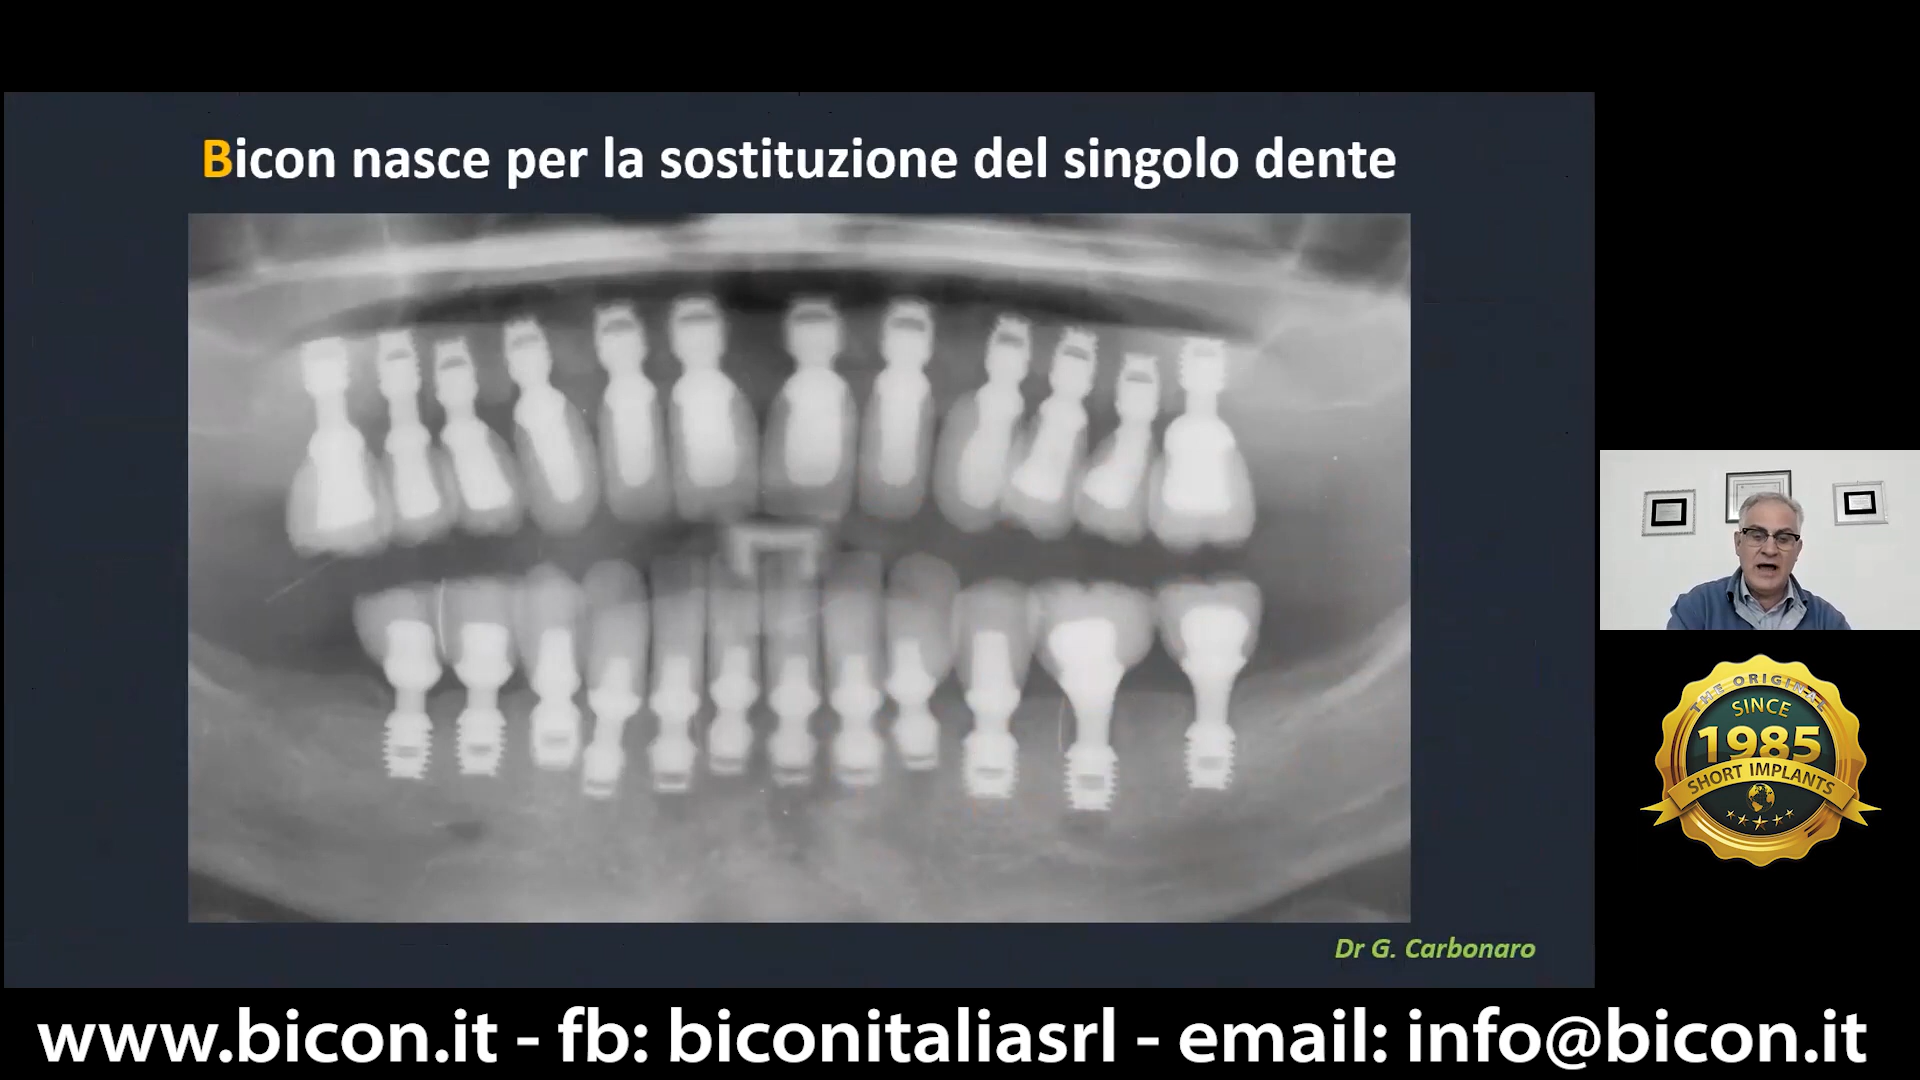 Bicon nasce per la sostituzione del singolo dente
Dr G. Carbonaro
THE ORIGINAL
SINCE
1985
SHORT IMPLANTS
www.bicon.it - fb: biconitaliasrl - email: info@bicon.it